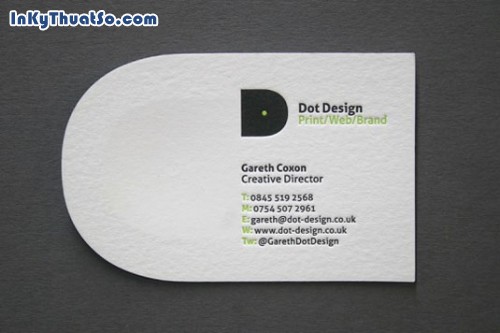 InKyThuatSo.com
Dot Design
Print/Web/Brand
Gareth Coxon
Creative Director
T: 0845 519 2568
M: 0754 507 2961
E: gareth@dot-design.co.uk
W: www.dot-design.co.uk
Tw: @GarethDotDesign